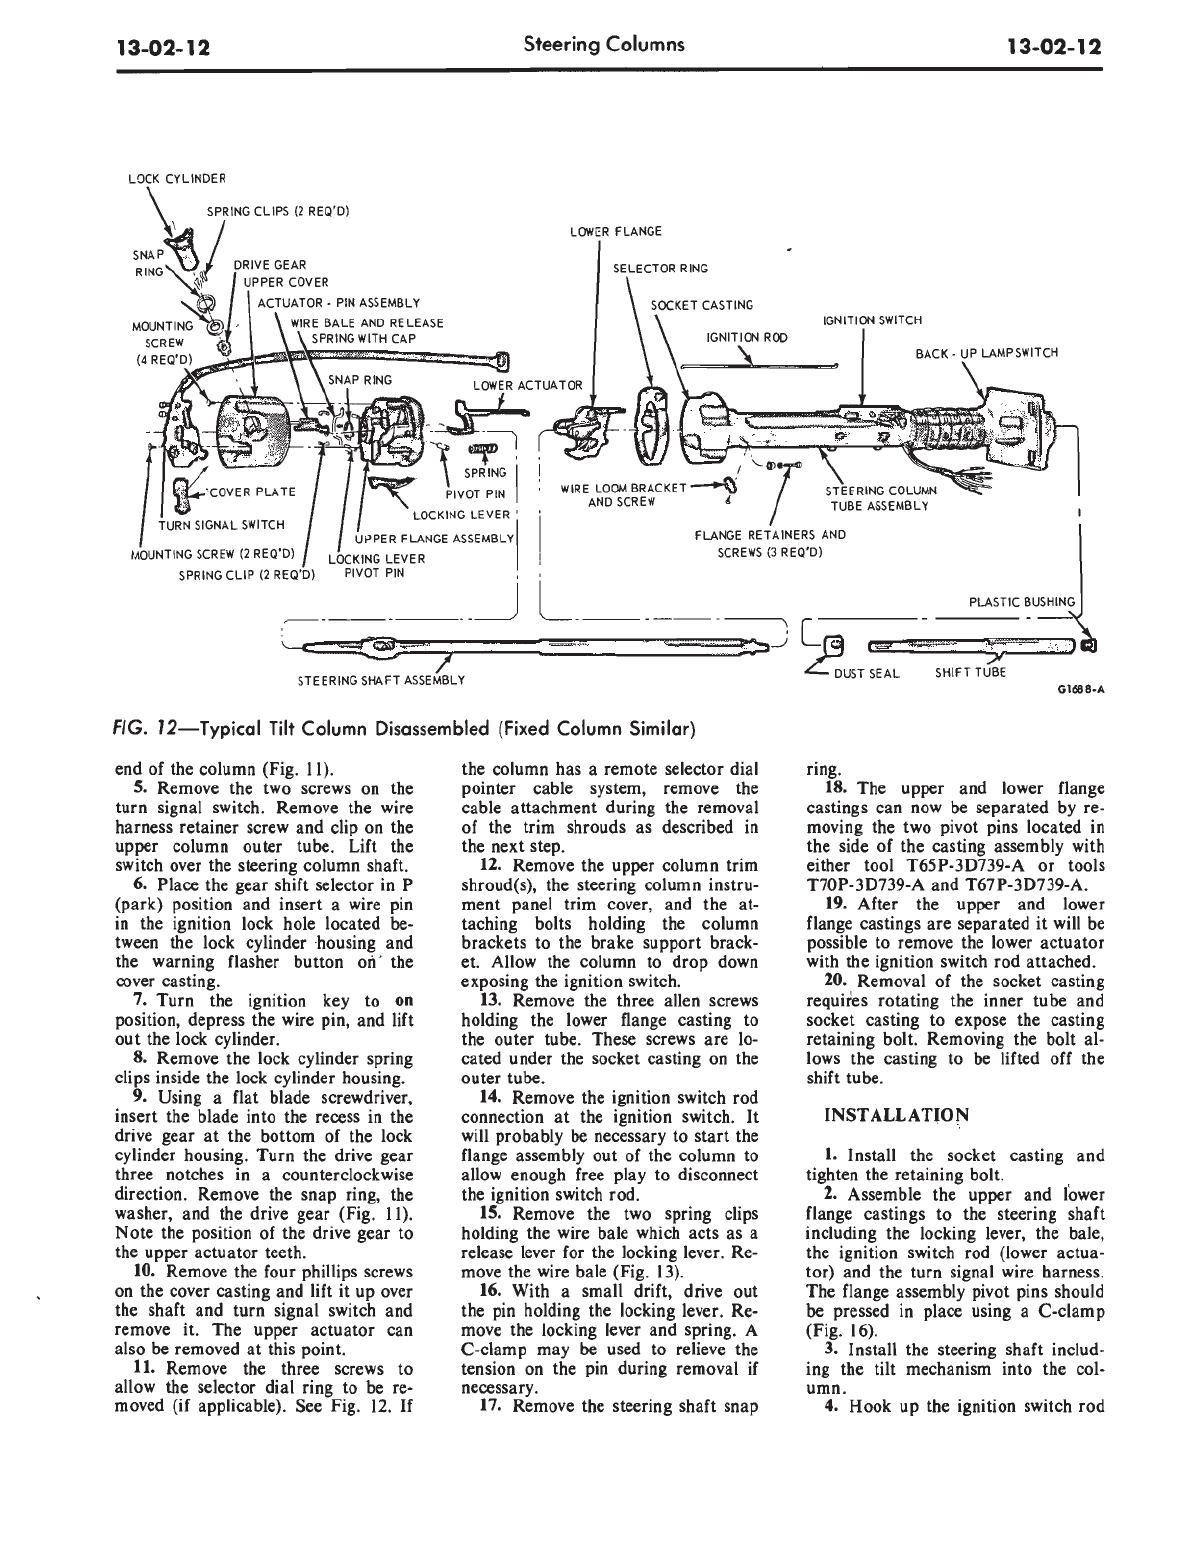 13-02-12
Steering Columns
13-02-12
LOCK CYLINDER
SPRING CLIPS (2 REQ'D)
SNAP
RING
DRIVE GEAR
UPPER COVER
ACTUATOR - PIN ASSEMBLY
MOUNTING
SCREW
(4 REQ'D)
WIRE BALE AND RELEASE
SPRING WITH CAP
SNAP RING
LOWER ACTUATOR
LOWER FLANGE
SELECTOR RING
SOCKET CASTING
IGNITION ROD
IGNITION SWITCH
BACK - UP LAMP SWITCH
COVER PLATE
TURN SIGNAL SWITCH
MOUNTING SCREW (2 REQ'D)
SPRING CLIP (2 REQ'D)
SPRING
PIVOT PIN
LOCKING LEVER
UPPER FLANGE ASSEMBLY
LOCKING LEVER
PIVOT PIN
WIRE LOOM BRACKET
AND SCREW
STEERING COLUMN
TUBE ASSEMBLY
FLANGE RETAINERS AND
SCREWS (3 REQ'D)
PLASTIC BUSHING
STEERING SHAFT ASSEMBLY
DUST SEAL
SHIFT TUBE
G1688-A
FIG. 12—Typical Tilt Column Disassembled (Fixed Column Similar)
end of the column (Fig. 11).
5. Remove the two screws on the
turn signal switch. Remove the wire
harness retainer screw and clip on the
upper column outer tube. Lift the
switch over the steering column shaft.
6. Place the gear shift selector in P
(park) position and insert a wire pin
in the ignition lock hole located be-
tween the lock cylinder housing and
the warning flasher button on the
cover casting.
7. Turn the ignition key to on
position, depress the wire pin, and lift
out the lock cylinder.
8. Remove the lock cylinder spring
clips inside the lock cylinder housing.
9. Using a flat blade screwdriver,
insert the blade into the recess in the
drive gear at the bottom of the lock
cylinder housing. Turn the drive gear
three notches in a counterclockwise
direction. Remove the snap ring, the
washer, and the drive gear (Fig. 11).
Note the position of the drive gear to
the upper actuator teeth.
10. Remove the four phillips screws
on the cover casting and lift it up over
the shaft and turn signal switch and
remove it. The upper actuator can
also be removed at this point.
11. Remove the three screws to
allow the selector dial ring to be re-
moved (if applicable). See Fig. 12. If
the column has a remote selector dial
pointer cable system, remove the
cable attachment during the removal
of the trim shrouds as described in
the next step.
12. Remove the upper column trim
shroud(s), the steering column instru-
ment panel trim cover, and the at-
taching bolts holding the column
brackets to the brake support brack-
et. Allow the column to drop down
exposing the ignition switch.
13. Remove the three allen screws
holding the lower flange casting to
the outer tube. These screws are lo-
cated under the socket casting on the
outer tube.
14. Remove the ignition switch rod
connection at the ignition switch. It
will probably be necessary to start the
flange assembly out of the column to
allow enough free play to disconnect
the ignition switch rod.
15. Remove the two spring clips
holding the wire bale which acts as a
release lever for the locking lever. Re-
move the wire bale (Fig. 13).
16. With a small drift, drive out
the pin holding the locking lever. Re-
move the locking lever and spring. A
C-clamp may be used to relieve the
tension on the pin during removal if
necessary.
17. Remove the steering shaft snap
ring.
18. The upper and lower flange
castings can now be separated by re-
moving the two pivot pins located in
the side of the casting assembly with
either tool T65P-3D739-A or tools
T70P-3D739-A and T67P-3D739-A.
19. After the upper and lower
flange castings are separated it will be
possible to remove the lower actuator
with the ignition switch rod attached.
20. Removal of the socket casting
requires rotating the inner tube and
socket casting to expose the casting
retaining bolt. Removing the bolt al-
lows the casting to be lifted off the
shift tube.
INSTALLATION
1. Install the socket casting and
tighten the retaining bolt.
2. Assemble the upper and lower
flange castings to the steering shaft
including the locking lever, the bale,
the ignition switch rod (lower actua-
tor) and the turn signal wire harness.
The flange assembly pivot pins should
be pressed in place using a C-clamp
(Fig. 16).
3. Install the steering shaft includ-
ing the tilt mechanism into the col-
umn.
4. Hook up the ignition switch rod